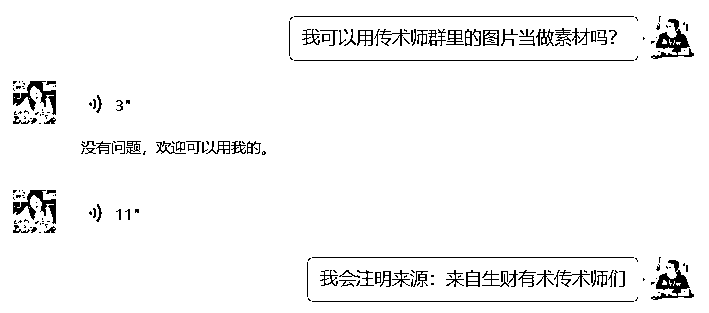 我可以用传术师群里的图片当做素材吗？
3"
没有问题，欢迎可以用我的。
11"
我会注明来源：来自生财有术传术师们